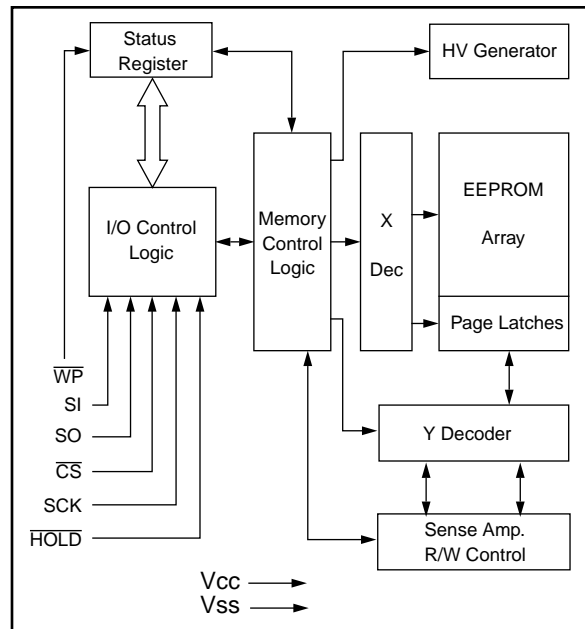 Status
Register
HV Generator
I/O Control
Logic
Memory
Control
Logic
X
Dec
EEPROM
Array
Page Latches
WP
SI
SO
CS
SCK
HOLD
Y Decoder
Sense Amp.
R/W Control
Vcc
Vss